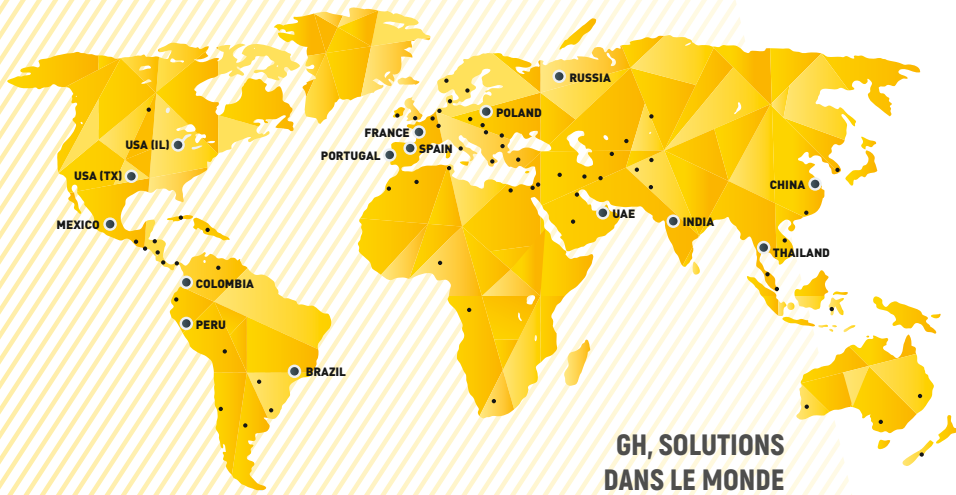 RUSSIA
POLAND
FRANCE
USA (IL)
SPAIN
PORTUGAL
USA (TX)
CHINA
MEXICO
UAE
INDIA
THAILAND
COLOMBIA
PERU
BRAZIL
GH, SOLUTIONS
DANS LE MONDE